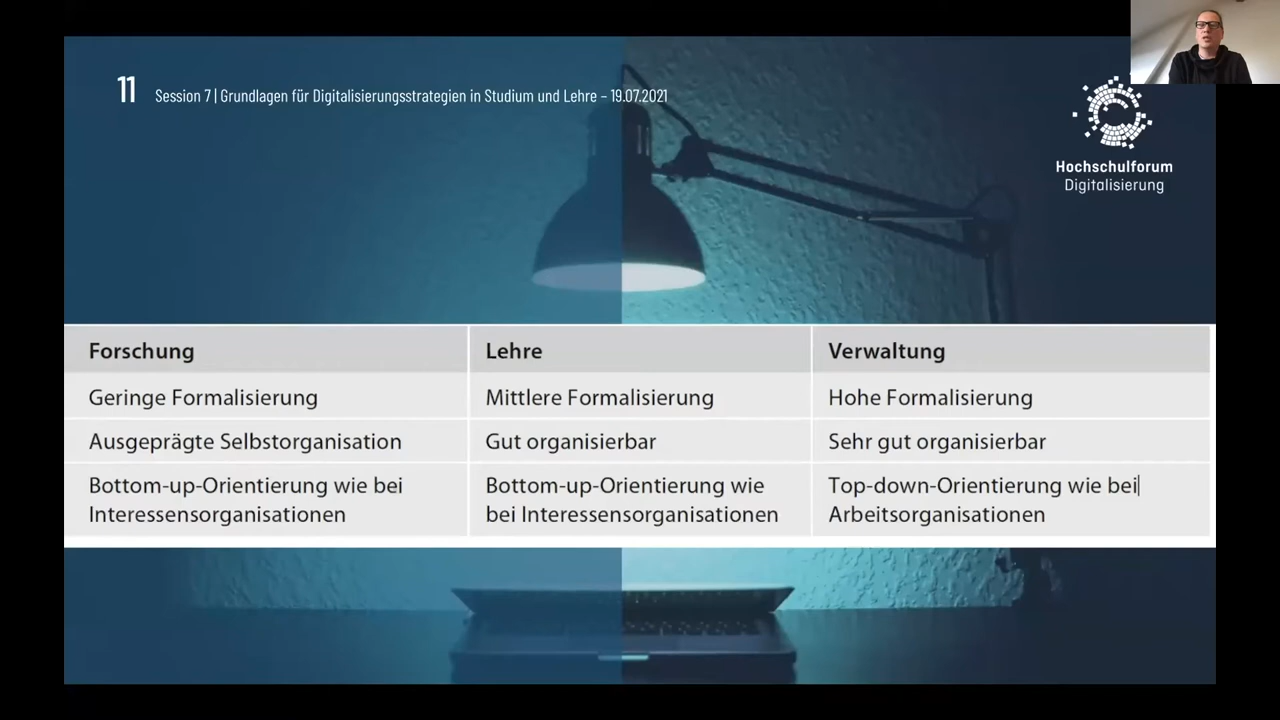 11
Session 7 | Grundlagen für Digitalisierungsstrategien in Studium und Lehre – 19.07.2021
Hochschulforum
Digitalisierung
Forschung
Lehre
Verwaltung
Geringe Formalisierung
Mittlere Formalisierung
Hohe Formalisierung
Ausgeprägte Selbstorganisation
Gut organisierbar
Sehr gut organisierbar
Bottom-up-Orientierung wie bei
Interessensorganisationen
Bottom-up-Orientierung wie
bei Interessensorganisationen
Top-down-Orientierung wie bei
Arbeitsorganisationen